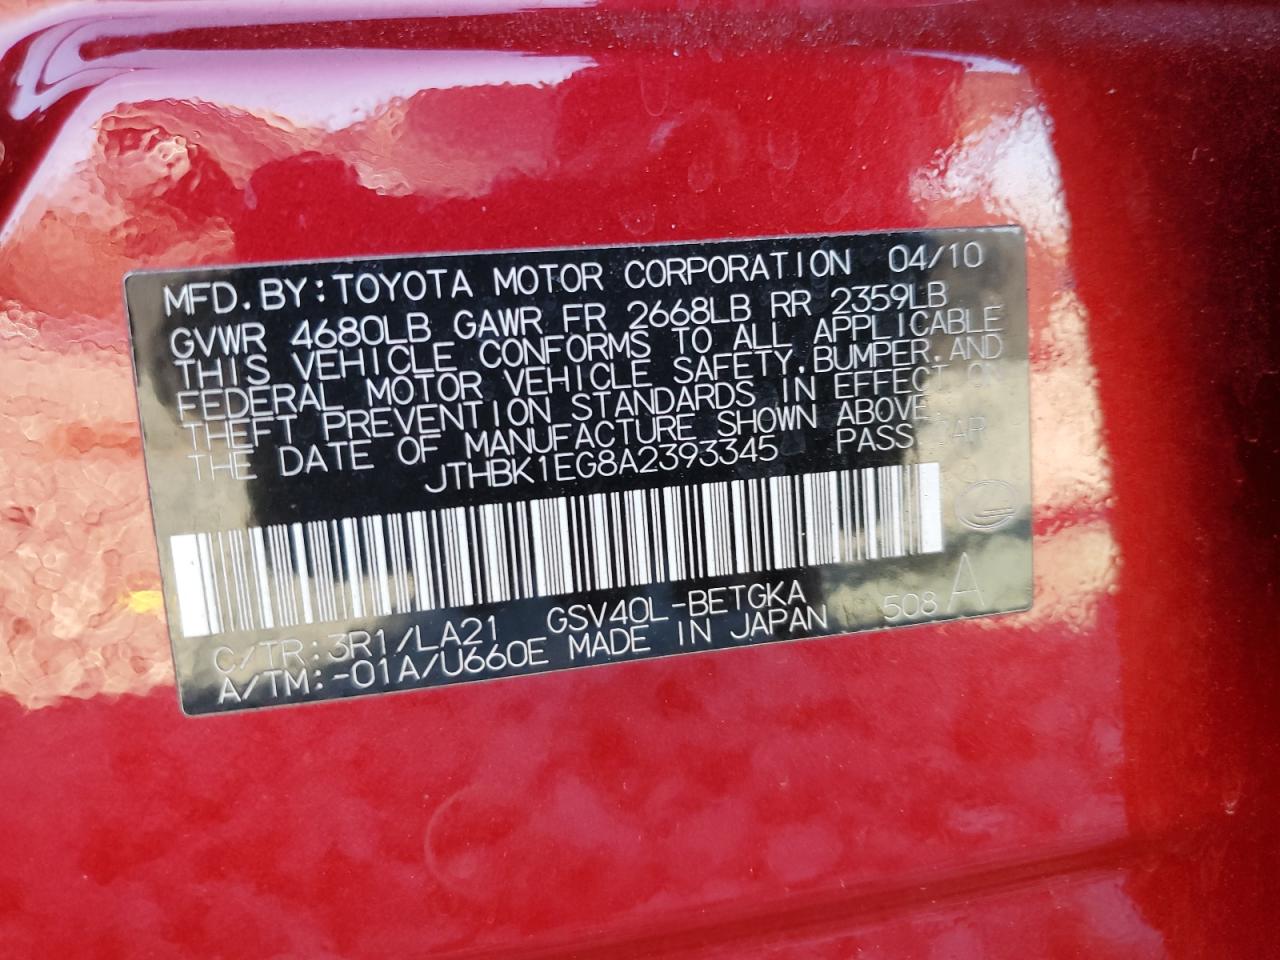 MFD.BY:TOYOTA MOTOR CORPORATION 04/10
GVWR 4680LB GAWR FR 2668LB RR 2359LB
THIS VEHICLE CONFORMS TO ALL APPLICABLE
FEDERAL MOTOR VEHICLE SAFETY,BUMPER,AND
THEFT PREVENTION STANDARDS IN EFFECT ON
THE DATE OF MANUFACTURE SHOWN ABOVE
JTHBK1EG8A2393345 PASS CAR
C/TR:3R1/LA21 GSV40L-BETGKA
A/TM:-01A/U660E MADE IN JAPAN 508 A